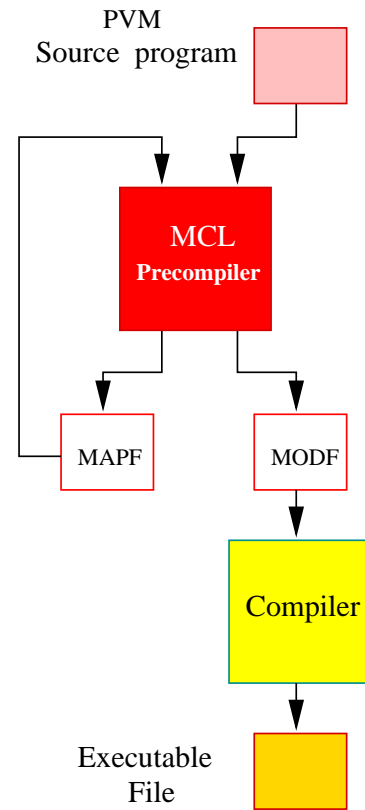 PVM
Source program
MCL
Precompiler
MAPF
MODF
Compiler
Executable
File